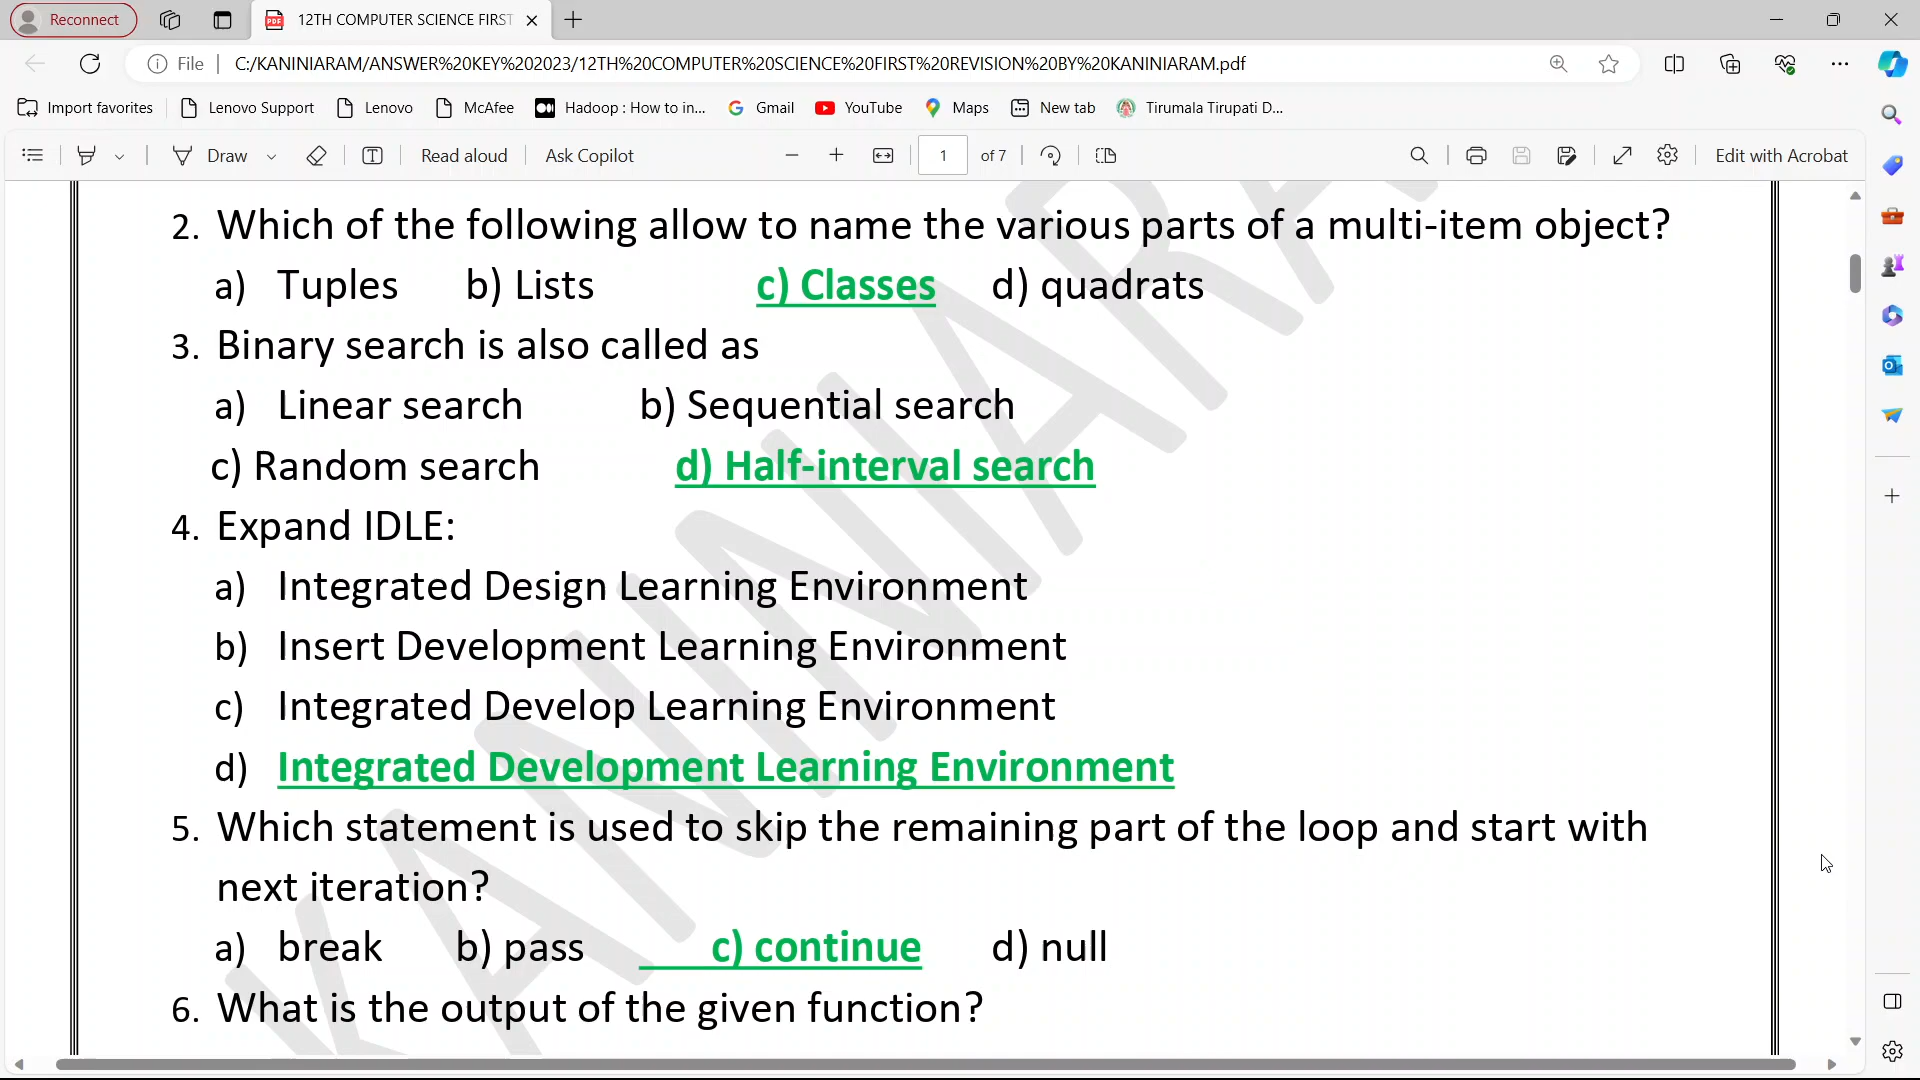 Reconnect
12TH COMPUTER SCIENCE FIRST
File C:/KANINIARAM/ANSWER%20KEY%202023/12TH%20COMPUTER%20SCIENCE%20FIRST%20REVISION%20BY%20KANINIARAM.pdf
Import favorites Lenovo Support Lenovo McAfee Hadoop : How to in... Gmail YouTube Maps New tab Tirumala Tirupati D...
Draw Read aloud Ask Copilot 1 of 7 Edit with Acrobat
2. Which of the following allow to name the various parts of a multi-item object?
a) Tuples b) Lists c) Classes d) quadrats
3. Binary search is also called as
a) Linear search b) Sequential search
c) Random search d) Half-interval search
4. Expand IDLE:
a) Integrated Design Learning Environment
b) Insert Development Learning Environment
c) Integrated Develop Learning Environment
d) Integrated Development Learning Environment
5. Which statement is used to skip the remaining part of the loop and start with
next iteration?
a) break b) pass c) continue d) null
6. What is the output of the given function?
KANINIARA